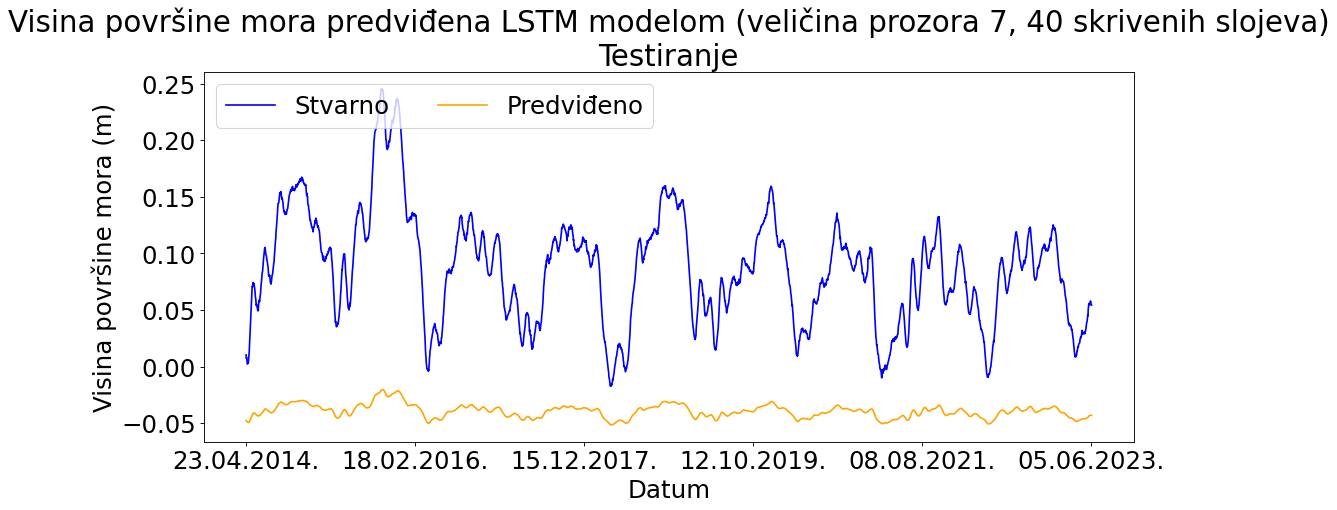 Visina površine mora predviđena LSTM modelom (veličina prozora 7, 40 skrivenih slojeva)
Testiranje
Stvarno Predviđeno
Visina površine mora (m)
0.25
0.20
0.15
0.10
0.05
0.00
−0.05
23.04.2014. 18.02.2016. 15.12.2017. 12.10.2019. 08.08.2021. 05.06.2023.
Datum